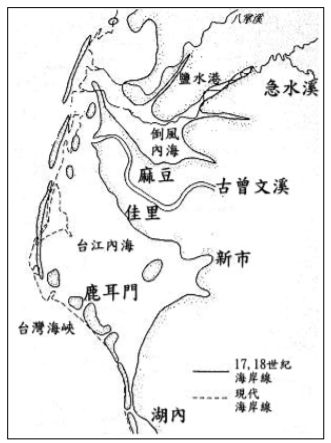 八掌溪
鹽水港
急水溪
倒風
內海
麻豆
古曾文溪
佳里
台江內海
新市
鹿耳門
台灣海峽
17,18世紀
海岸線
現代
海岸線
湖內